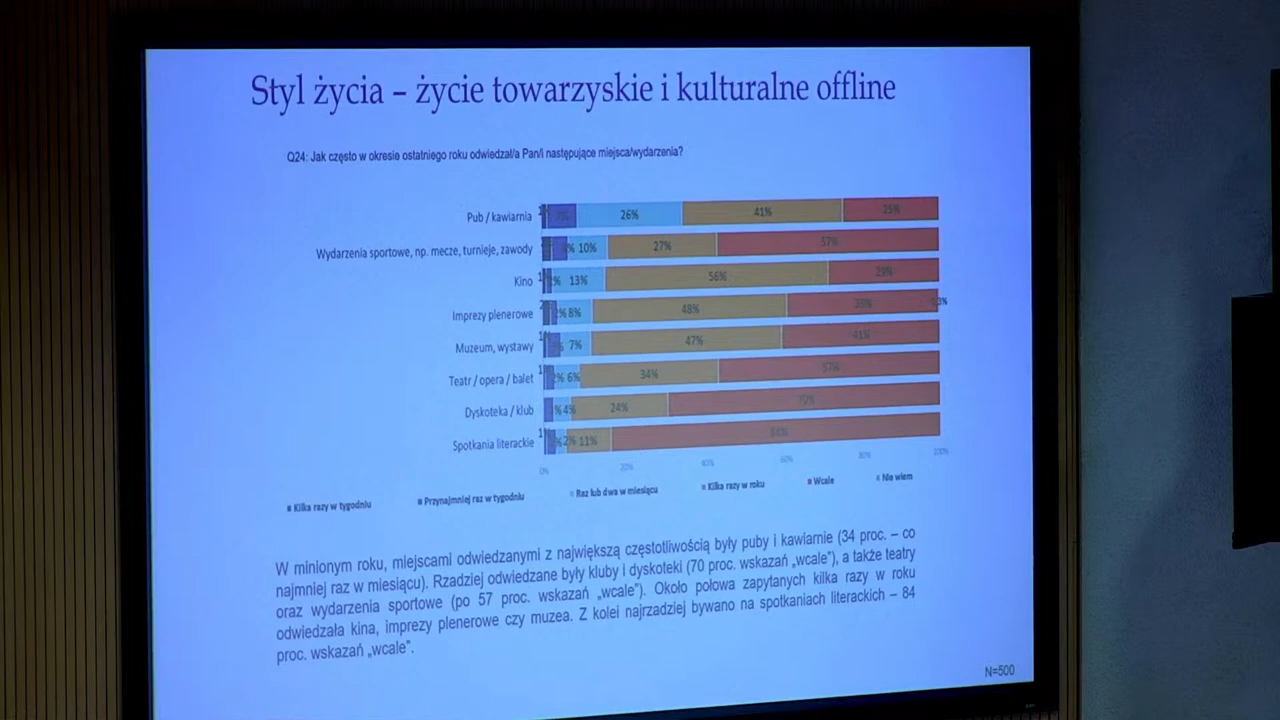 Styl życia – życie towarzyskie i kulturalne offline
Q24: Jak często w okresie ostatniego roku odwiedzał/a Pan/i następujące miejsca/wydarzenia?
Pub / kawiarnia 7% 26% 41% 25%
Wydarzenia sportowe, np. mecze, turnieje, zawody 10% 27% 57%
Kino 13% 56% 29%
Imprezy plenerowe 8% 48% 39%
Muzeum, wystawy 7% 47% 41%
Teatr / opera / balet 6% 34% 57%
Dyskoteka / klub 4% 24% 70%
Spotkania literackie 2% 11% 84%
0% 20% 40% 60% 80% 100%
Kilka razy w tygodniu Przynajmniej raz w tygodniu Raz lub dwa w miesiącu Kilka razy w roku Wcale Nie wiem
W minionym roku, miejscami odwiedzanymi z największą częstotliwością były puby i kawiarnie (34 proc. – co
najmniej raz w miesiącu). Rzadziej odwiedzane były kluby i dyskoteki (70 proc. wskazań „wcale”), a także teatry
oraz wydarzenia sportowe (po 57 proc. wskazań „wcale”). Około połowa zapytanych kilka razy w roku
odwiedzała kina, imprezy plenerowe czy muzea. Z kolei najrzadziej bywano na spotkaniach literackich – 84
proc. wskazań „wcale”.
N=500